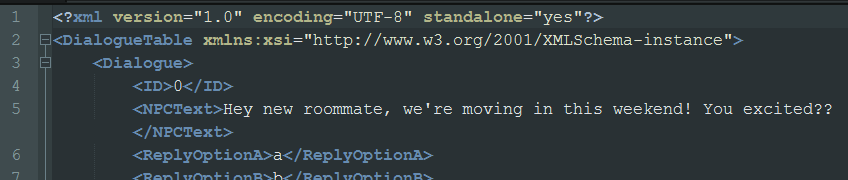 1 <?xml version="1.0" encoding="UTF-8" standalone="yes"?>
2 <DialogueTable xmlns:xsi="http://www.w3.org/2001/XMLSchema-instance">
3 <Dialogue>
4 <ID>0</ID>
5 <NPCText>Hey new roommate, we're moving in this weekend! You excited??
</NPCText>
6 <ReplyOptionA>a</ReplyOptionA>
7 <ReplyOptionB>b</ReplyOptionB>